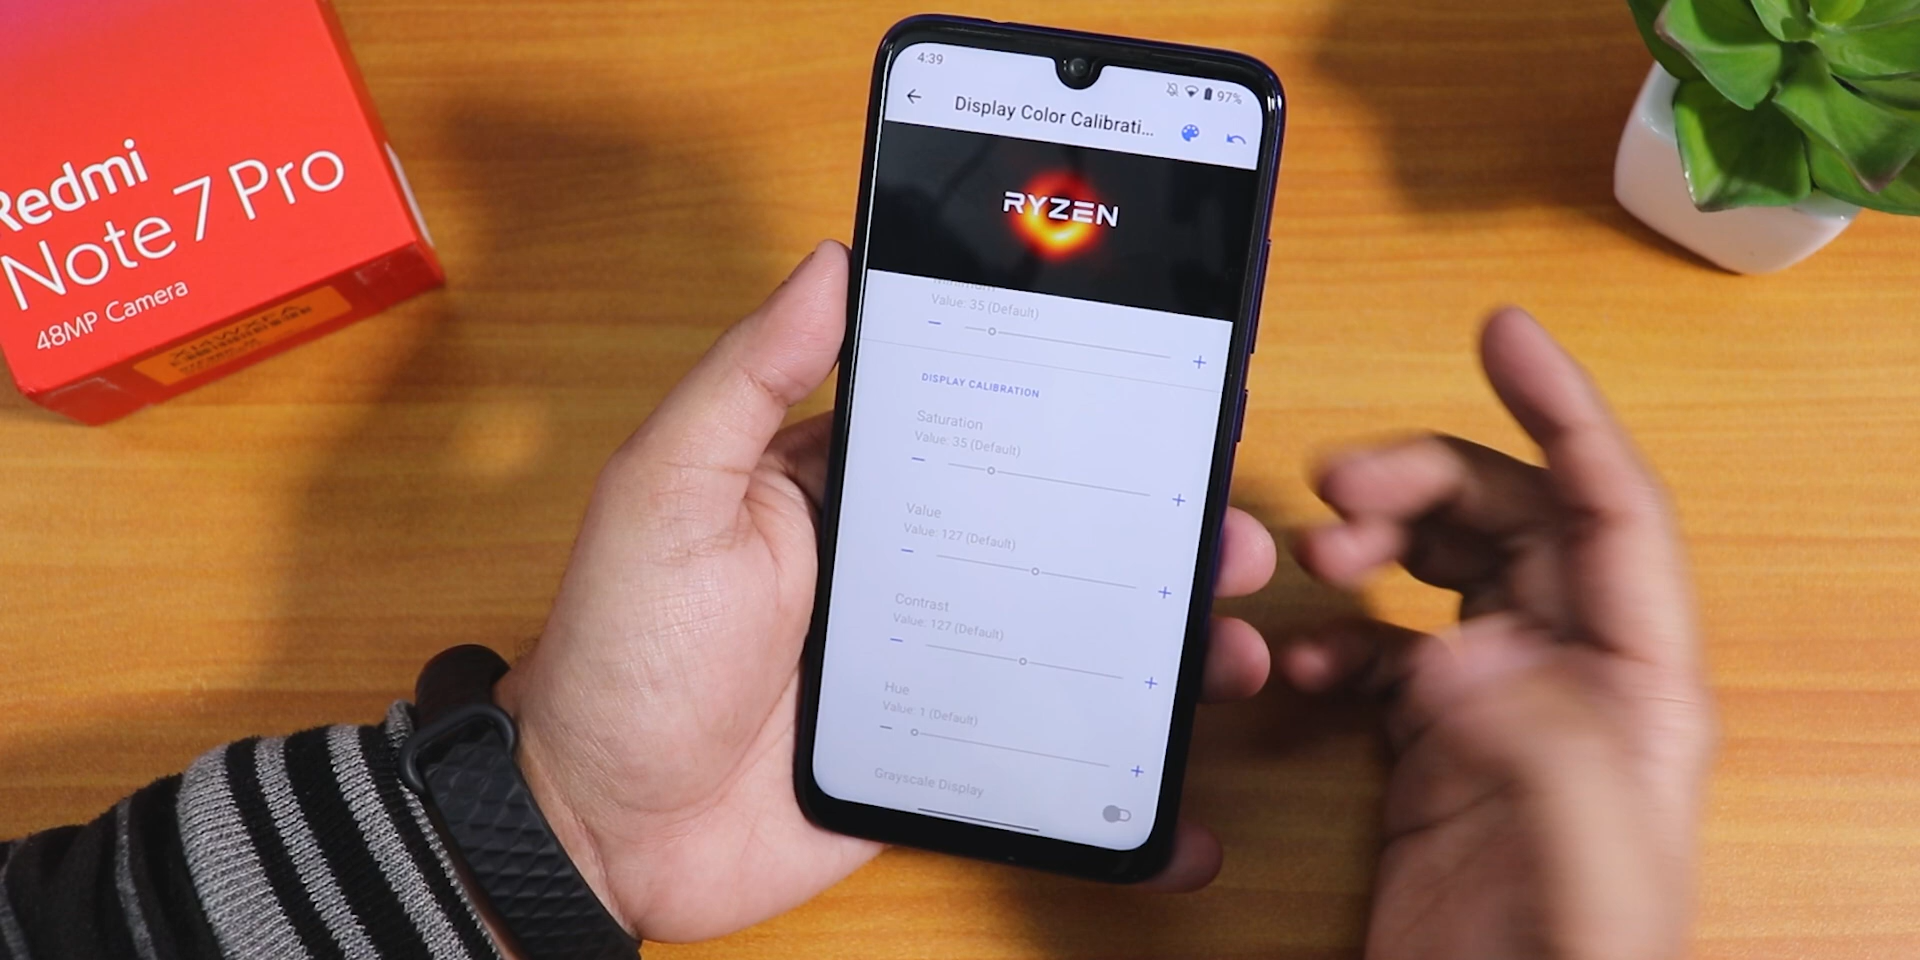 Redmi
Note 7 Pro
48MP Camera
4:39
97%
Display Color Calibrati...
RYZEN
Minimum
Value: 35 (Default)
DISPLAY CALIBRATION
Saturation
Value: 35 (Default)
Value
Value: 127 (Default)
Contrast
Value: 127 (Default)
Hue
Value: 1 (Default)
Grayscale Display